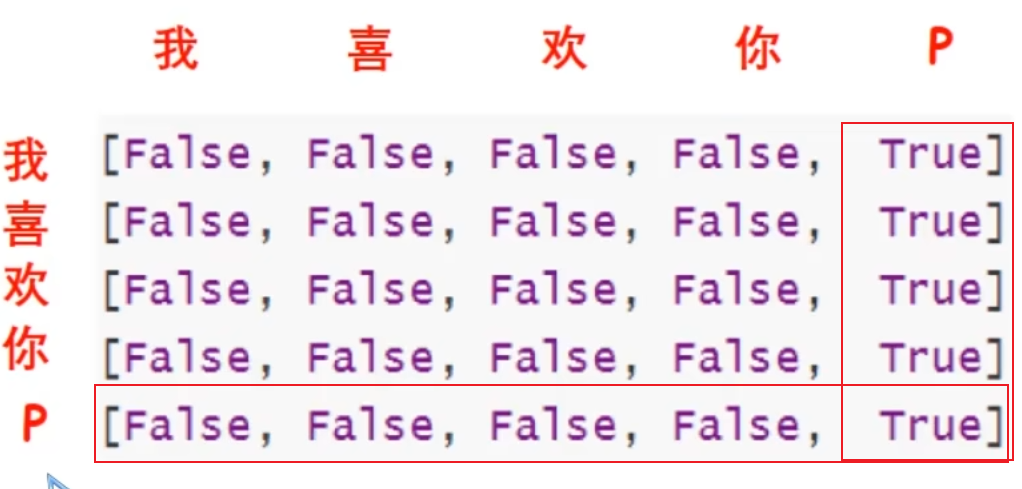 我 喜 欢 你 P
我 [False, False, False, False, True]
喜 [False, False, False, False, True]
欢 [False, False, False, False, True]
你 [False, False, False, False, True]
P [False, False, False, False, True]